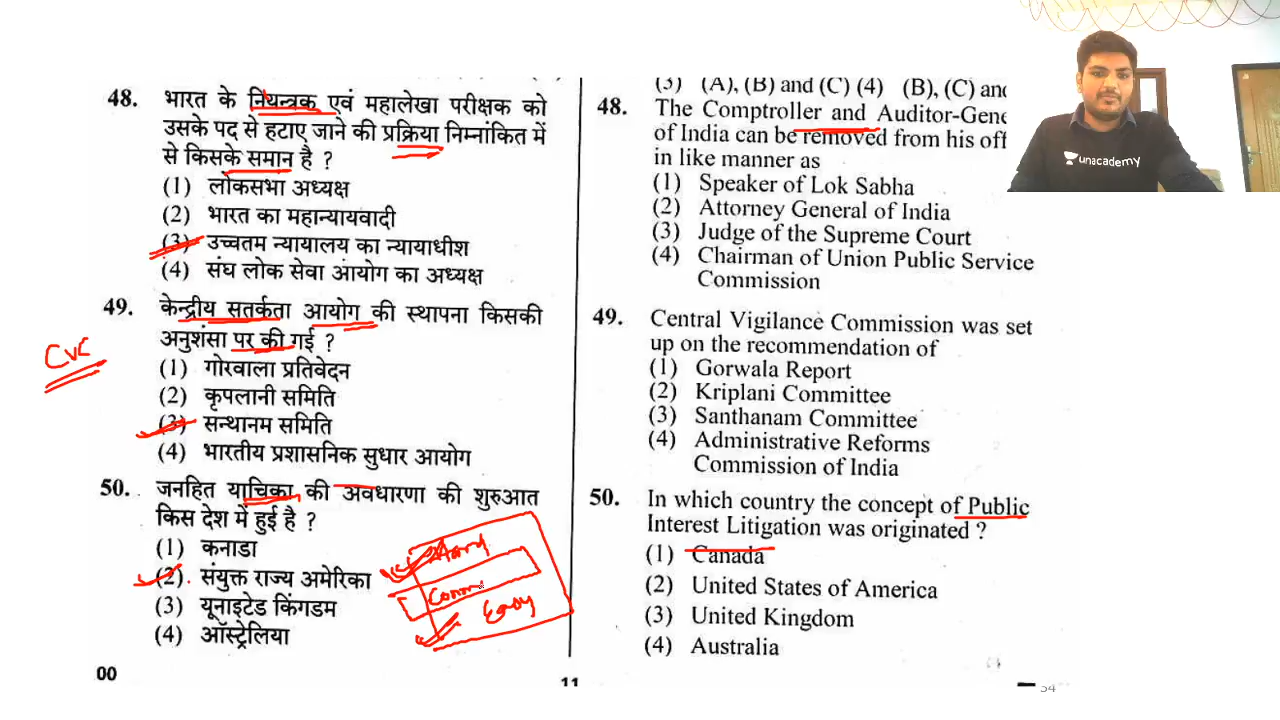 48. भारत के नियन्त्रक एवं महालेखा परीक्षक को
उसके पद से हटाए जाने की प्रक्रिया निम्नांकित में
से किसके समान है ?
(1) लोकसभा अध्यक्ष
(2) भारत का महान्यायवादी
(3) उच्चतम न्यायालय का न्यायाधीश
(4) संघ लोक सेवा आयोग का अध्यक्ष
49. केन्द्रीय सतर्कता आयोग की स्थापना किसकी
अनुशंसा पर की गई ?
CVC
(1) गोरवाला प्रतिवेदन
(2) कृपलानी समिति
(3) सन्थानम समिति
(4) भारतीय प्रशासनिक सुधार आयोग
50. जनहित याचिका की अवधारणा की शुरुआत
किस देश में हुई है ?
(1) कनाडा
(2) संयुक्त राज्य अमेरिका
(3) यूनाइटेड किंगडम
(4) ऑस्ट्रेलिया
Hard
Easy
00
11
(3) (A), (B) and (C) (4) (B), (C) and
48. The Comptroller and Auditor-Gene
of India can be removed from his off
in like manner as
(1) Speaker of Lok Sabha
(2) Attorney General of India
(3) Judge of the Supreme Court
(4) Chairman of Union Public Service
Commission
49. Central Vigilance Commission was set
up on the recommendation of
(1) Gorwala Report
(2) Kriplani Committee
(3) Santhanam Committee
(4) Administrative Reforms
Commission of India
50. In which country the concept of Public
Interest Litigation was originated ?
(1) Canada
(2) United States of America
(3) United Kingdom
(4) Australia
unacademy